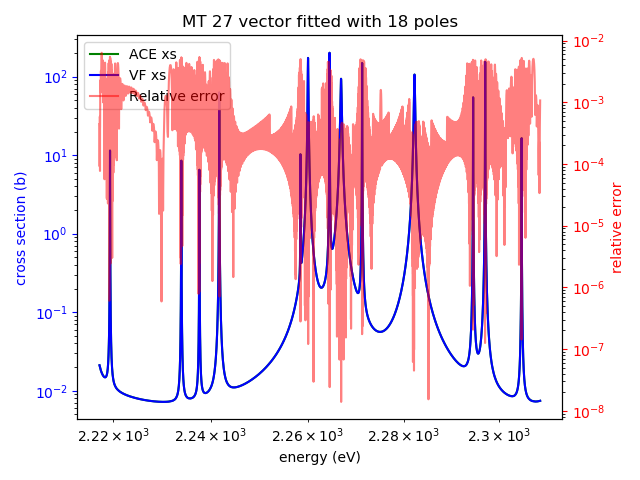 MT 27 vector fitted with 18 poles
ACE xs
VF xs
Relative error
cross section (b)
10²
10¹
10⁰
10⁻¹
10⁻²
relative error
10⁻²
10⁻³
10⁻⁴
10⁻⁵
10⁻⁶
10⁻⁷
10⁻⁸
2.22 × 10³ 2.24 × 10³ 2.26 × 10³ 2.28 × 10³ 2.3 × 10³
energy (eV)